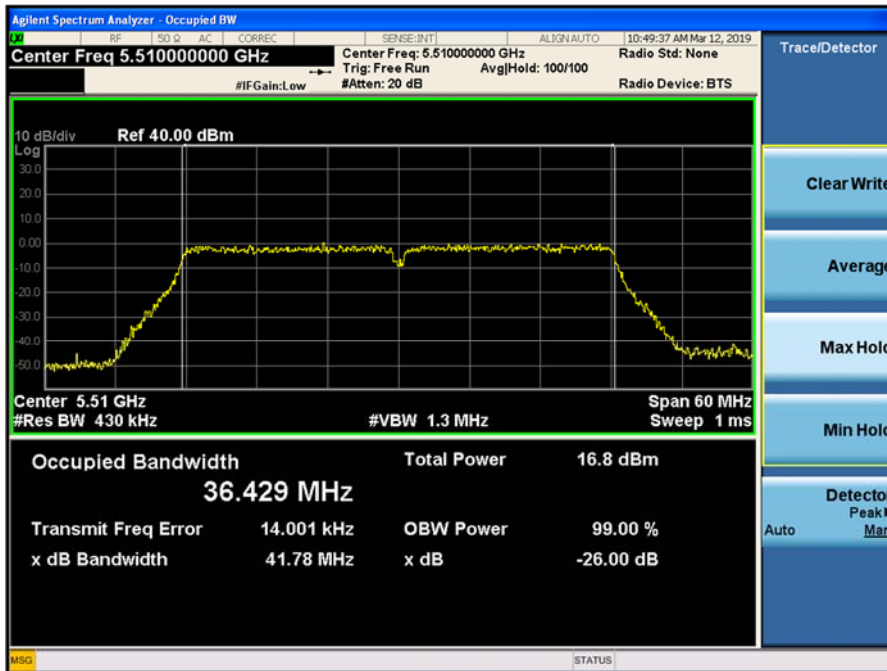 Agilent Spectrum Analyzer - Occupied BW
LXI RF 50 Ω AC CORREC SENSE:INT ALIGN AUTO 10:49:37 AM Mar 12, 2019
Center Freq 5.510000000 GHz
Center Freq: 5.510000000 GHz
Radio Std: None
Trig: Free Run Avg|Hold: 100/100
#IFGain:Low
#Atten: 20 dB
Radio Device: BTS
Trace/Detector
10 dB/div Ref 40.00 dBm
Log
30.0
20.0
10.0
0.00
-10.0
-20.0
-30.0
-40.0
-50.0
Center 5.51 GHz
Span 60 MHz
#Res BW 430 kHz
#VBW 1.3 MHz
Sweep 1 ms
Occupied Bandwidth
36.429 MHz
Total Power 16.8 dBm
Transmit Freq Error 14.001 kHz
OBW Power 99.00 %
x dB Bandwidth 41.78 MHz
x dB -26.00 dB
Clear Write
Average
Max Hold
Min Hold
Detector
Peak
Auto Man
MSG STATUS